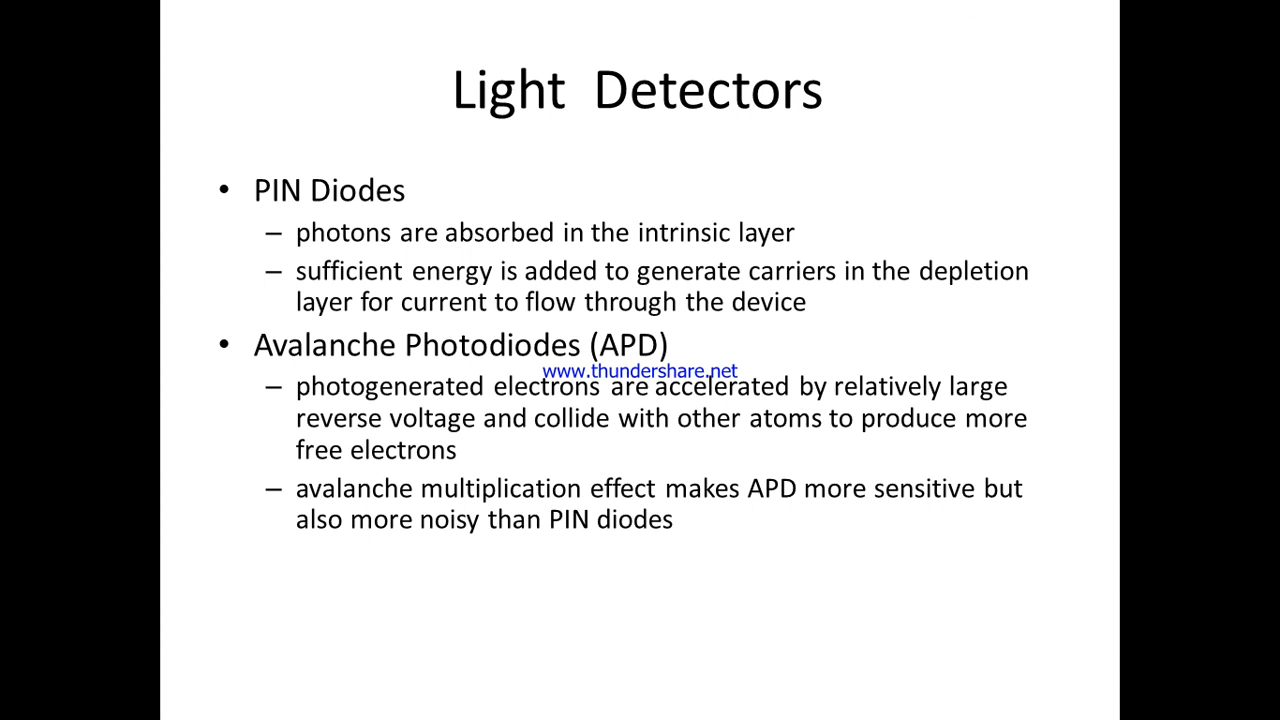 Light Detectors
• PIN Diodes
– photons are absorbed in the intrinsic layer
– sufficient energy is added to generate carriers in the depletion
layer for current to flow through the device
• Avalanche Photodiodes (APD)
www.thundershare.net
– photogenerated electrons are accelerated by relatively large
reverse voltage and collide with other atoms to produce more
free electrons
– avalanche multiplication effect makes APD more sensitive but
also more noisy than PIN diodes